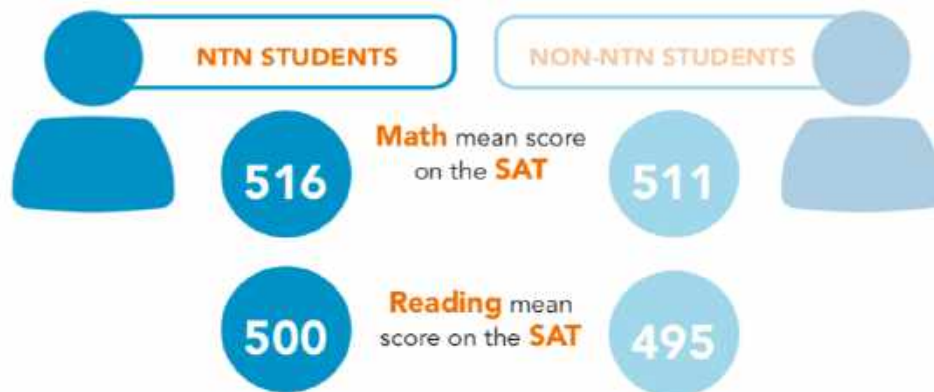 NTN STUDENTS
NON-NTN STUDENTS
516
Math mean score
on the SAT
511
500
Reading mean
score on the SAT
495